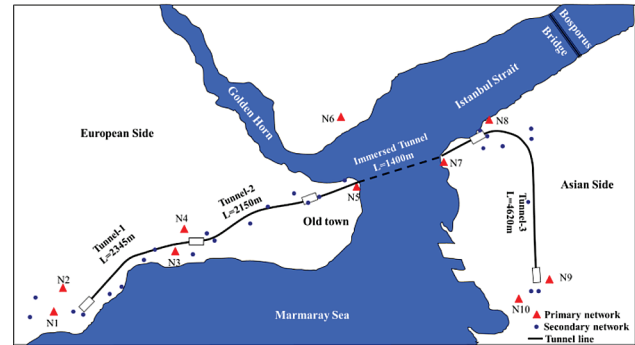 Bosporus
Bridge
Golden Horn
Istanbul Strait
N6
N8
European Side
Immersed Tunnel
L=1400m
N7
N5
Asian Side
Tunnel-2
L=2150m
Tunnel-3
L=4620m
Old town
N4
Tunnel-1
L=2345m
N3
N2
N1
N9
N10
Marmaray Sea
Primary network
Secondary network
Tunnel line